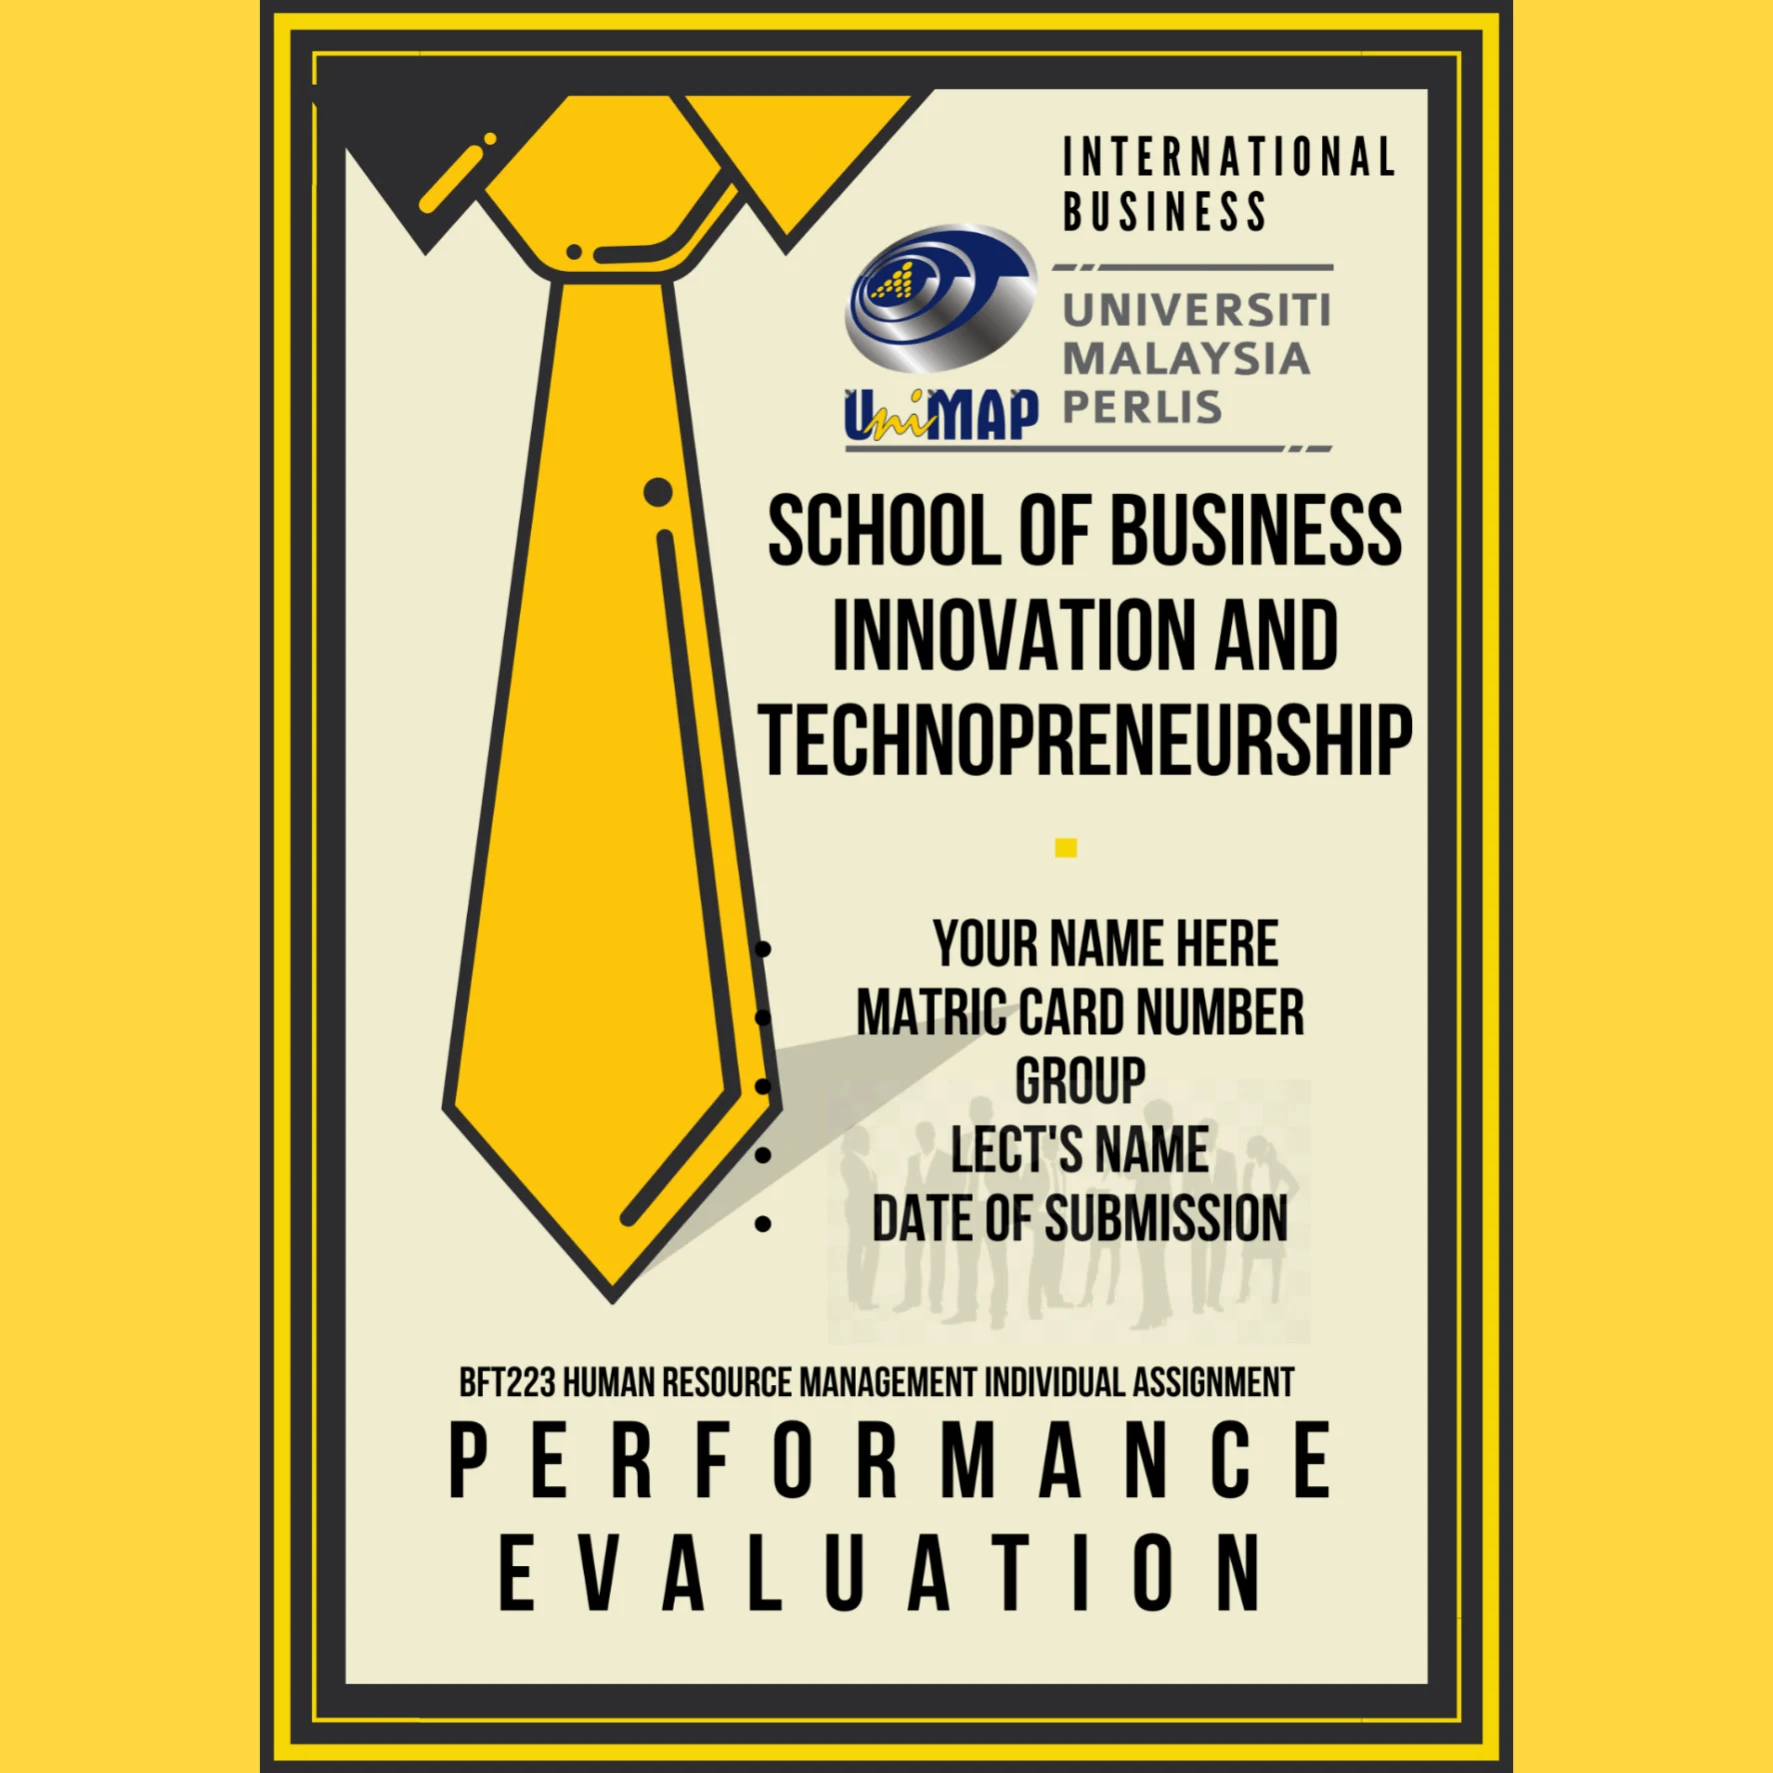 INTERNATIONAL
BUSINESS
UNIVERSITI
MALAYSIA
PERLIS
UniMAP
SCHOOL OF BUSINESS
INNOVATION AND
TECHNOPRENEURSHIP
YOUR NAME HERE
MATRIC CARD NUMBER
GROUP
LECT'S NAME
DATE OF SUBMISSION
BFT223 HUMAN RESOURCE MANAGEMENT INDIVIDUAL ASSIGNMENT
PERFORMANCE
EVALUATION